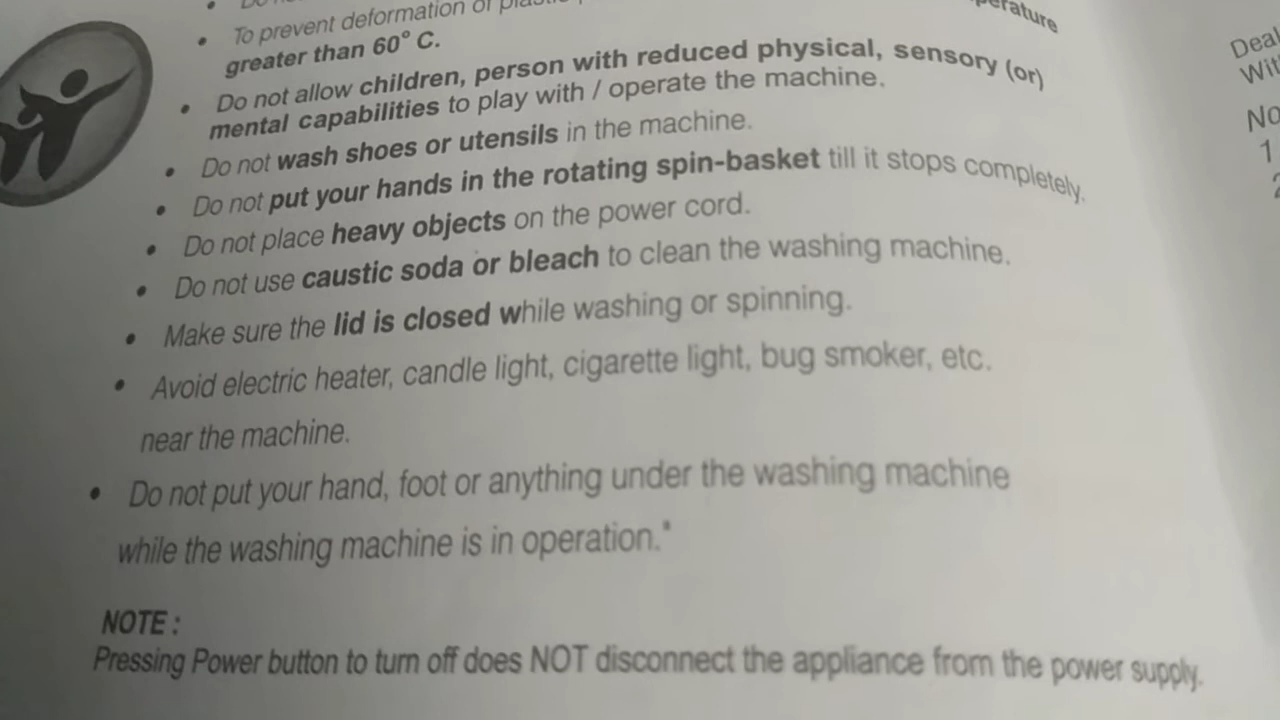 • To prevent deformation of
greater than 60° C.
• Do not allow children, person with reduced physical, sensory (or)
mental capabilities to play with / operate the machine.
• Do not wash shoes or utensils in the machine.
• Do not put your hands in the rotating spin-basket till it stops completely.
• Do not place heavy objects on the power cord.
• Do not use caustic soda or bleach to clean the washing machine.
• Make sure the lid is closed while washing or spinning.
• Avoid electric heater, candle light, cigarette light, bug smoker, etc.
near the machine.
• Do not put your hand, foot or anything under the washing machine
while the washing machine is in operation.
NOTE :
Pressing Power button to turn off does NOT disconnect the appliance from the power supply.
1